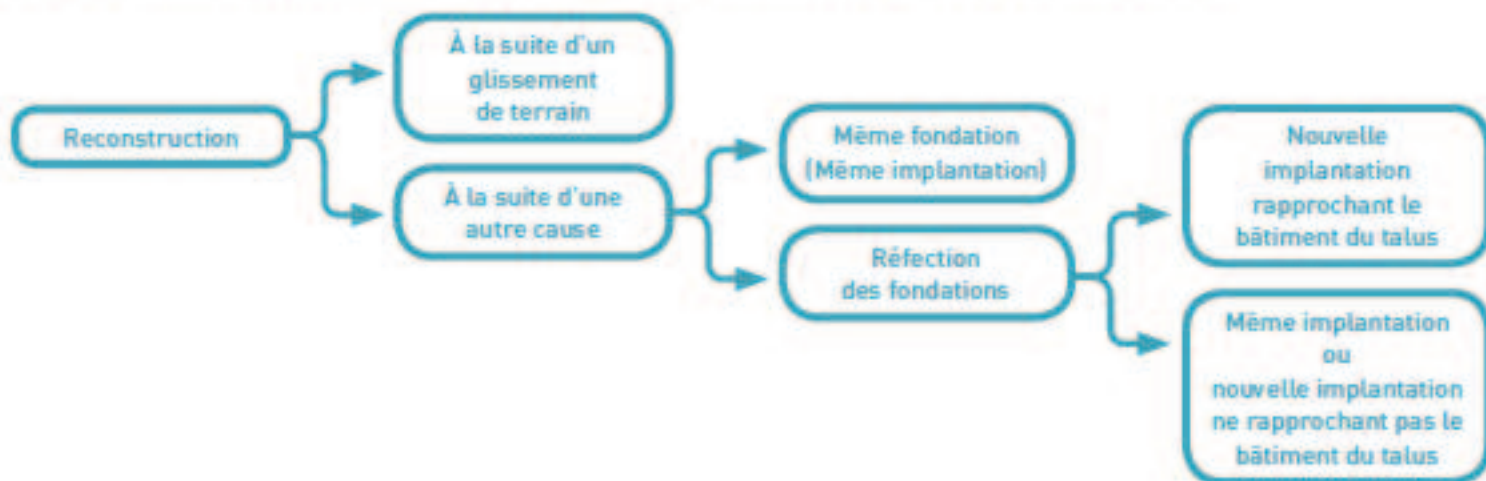 Reconstruction
À la suite d'un
glissement
de terrain
À la suite d'une
autre cause
Même fondation
(Même implantation)
Réfection
des fondations
Nouvelle
implantation
rapprochant le
bâtiment du talus
Même implantation
ou
nouvelle implantation
ne rapprochant pas le
bâtiment du talus